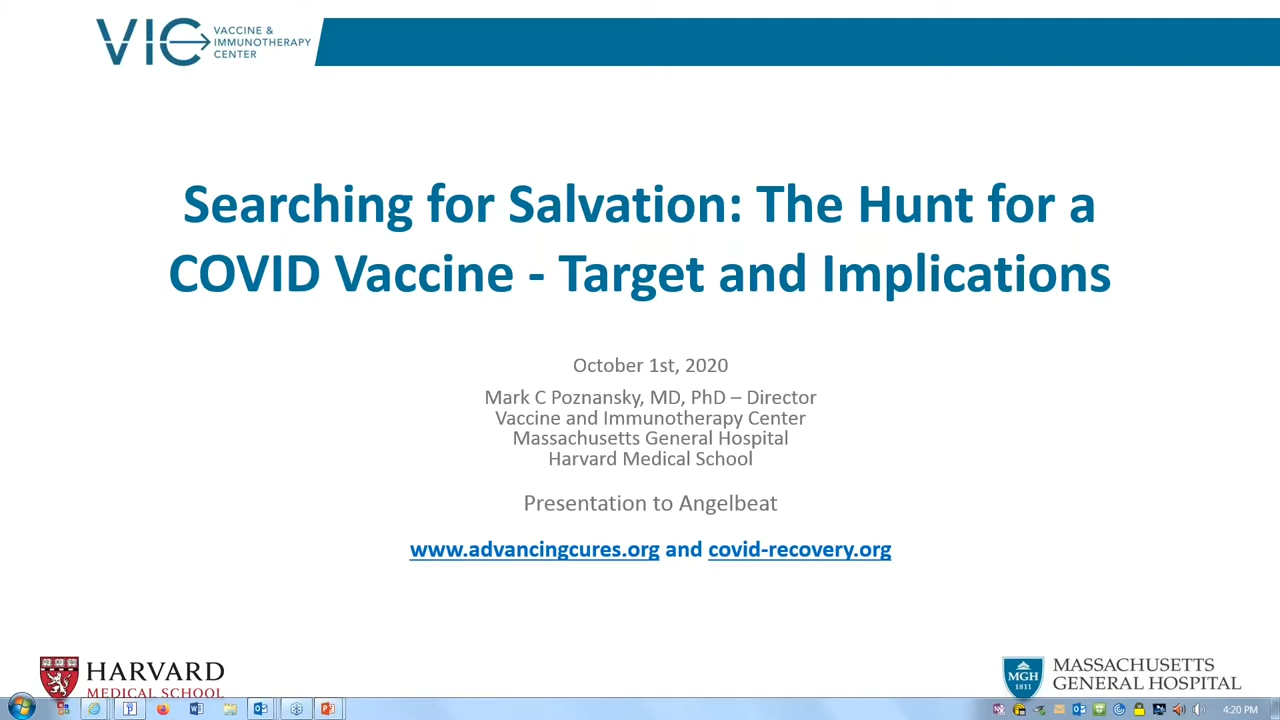 VIC VACCINE &
IMMUNOTHERAPY
CENTER
Searching for Salvation: The Hunt for a
COVID Vaccine - Target and Implications
October 1st, 2020
Mark C Poznansky, MD, PhD – Director
Vaccine and Immunotherapy Center
Massachusetts General Hospital
Harvard Medical School
Presentation to Angelbeat
www.advancingcures.org and covid-recovery.org
HARVARD
MEDICAL SCHOOL
MGH
1811
MASSACHUSETTS
GENERAL HOSPITAL
4:20 PM